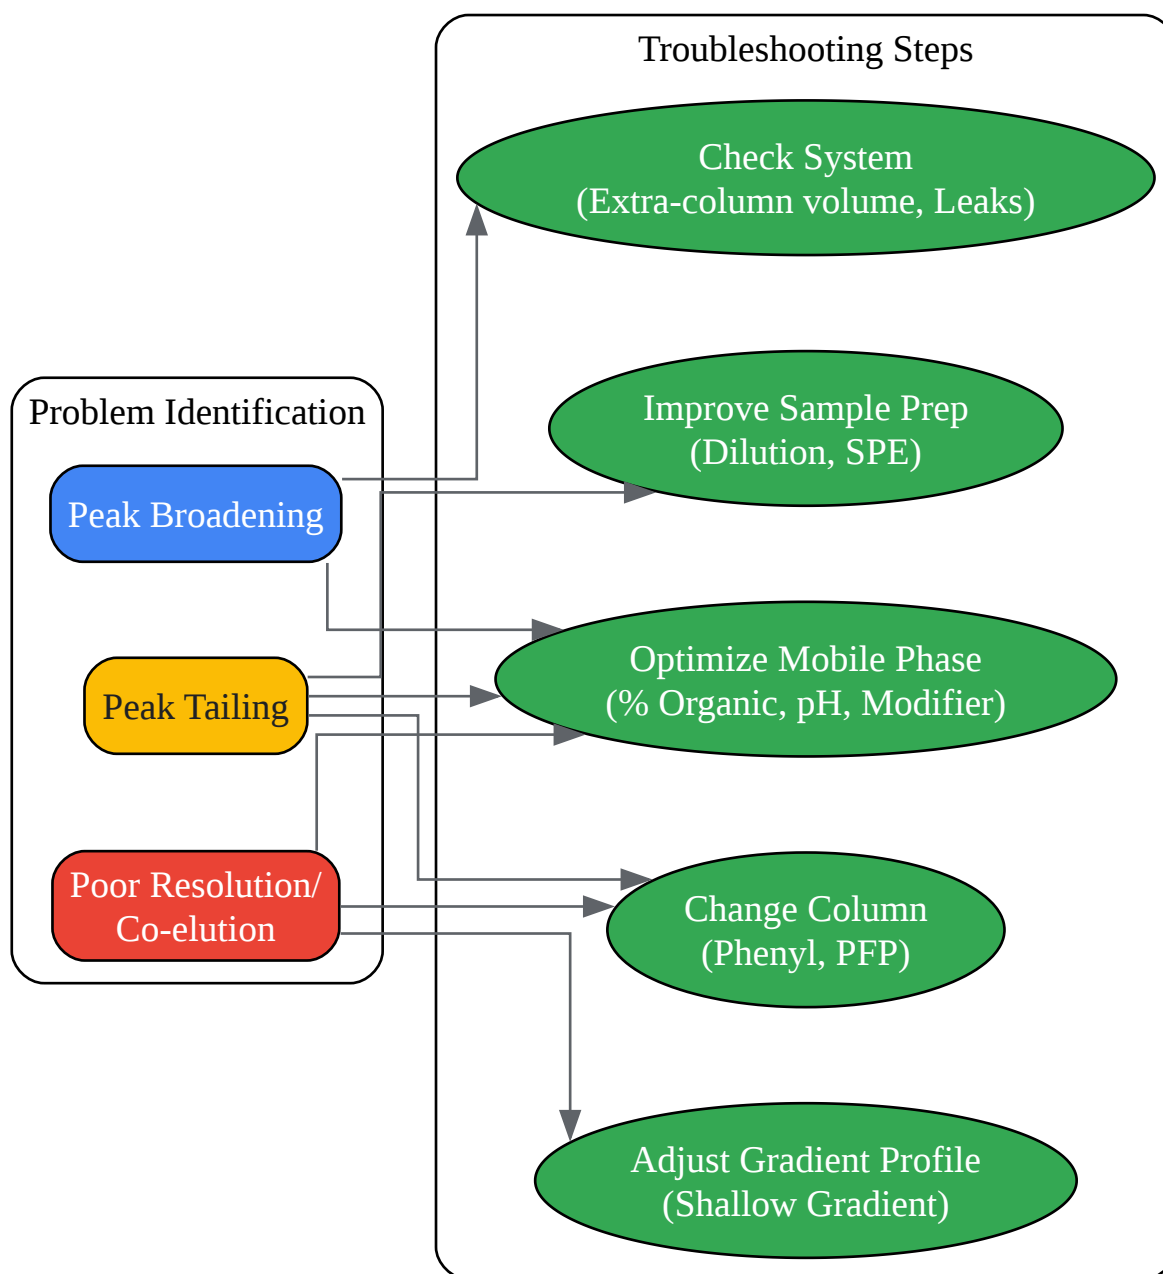 Troubleshooting Steps
Check System
(Extra-column volume, Leaks)
Improve Sample Prep
(Dilution, SPE)
Problem Identification
Peak Broadening
Optimize Mobile Phase
(% Organic, pH, Modifier)
Peak Tailing
Poor Resolution/
Co-elution
Change Column
(Phenyl, PFP)
Adjust Gradient Profile
(Shallow Gradient)